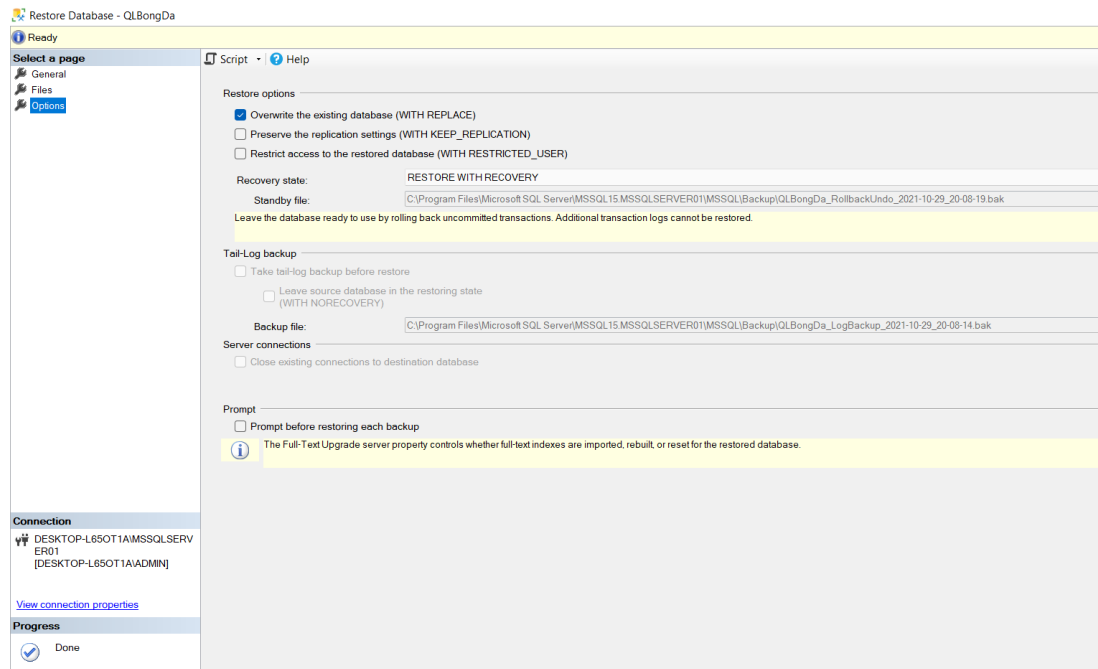 Restore Database - QLBongDa
Ready
Select a page
General
Files
Options
Script
Help
Restore options
Overwrite the existing database (WITH REPLACE)
Preserve the replication settings (WITH KEEP_REPLICATION)
Restrict access to the restored database (WITH RESTRICTED_USER)
Recovery state:
RESTORE WITH RECOVERY
Standby file:
C:\Program Files\Microsoft SQL Server\MSSQL15.MSSQLSERVER01\MSSQL\Backup\QLBongDa_RollbackUndo_2021-10-29_20-08-19.bak
Leave the database ready to use by rolling back uncommitted transactions. Additional transaction logs cannot be restored.
Tail-Log backup
Take tail-log backup before restore
Leave source database in the restoring state
(WITH NORECOVERY)
Backup file:
C:\Program Files\Microsoft SQL Server\MSSQL15.MSSQLSERVER01\MSSQL\Backup\QLBongDa_LogBackup_2021-10-29_20-08-14.bak
Server connections
Close existing connections to destination database
Prompt
Prompt before restoring each backup
The Full-Text Upgrade server property controls whether full-text indexes are imported, rebuilt, or reset for the restored database.
Connection
DESKTOP-L65OT1A\MSSQLSERV
ER01
[DESKTOP-L65OT1A\ADMIN]
View connection properties
Progress
Done